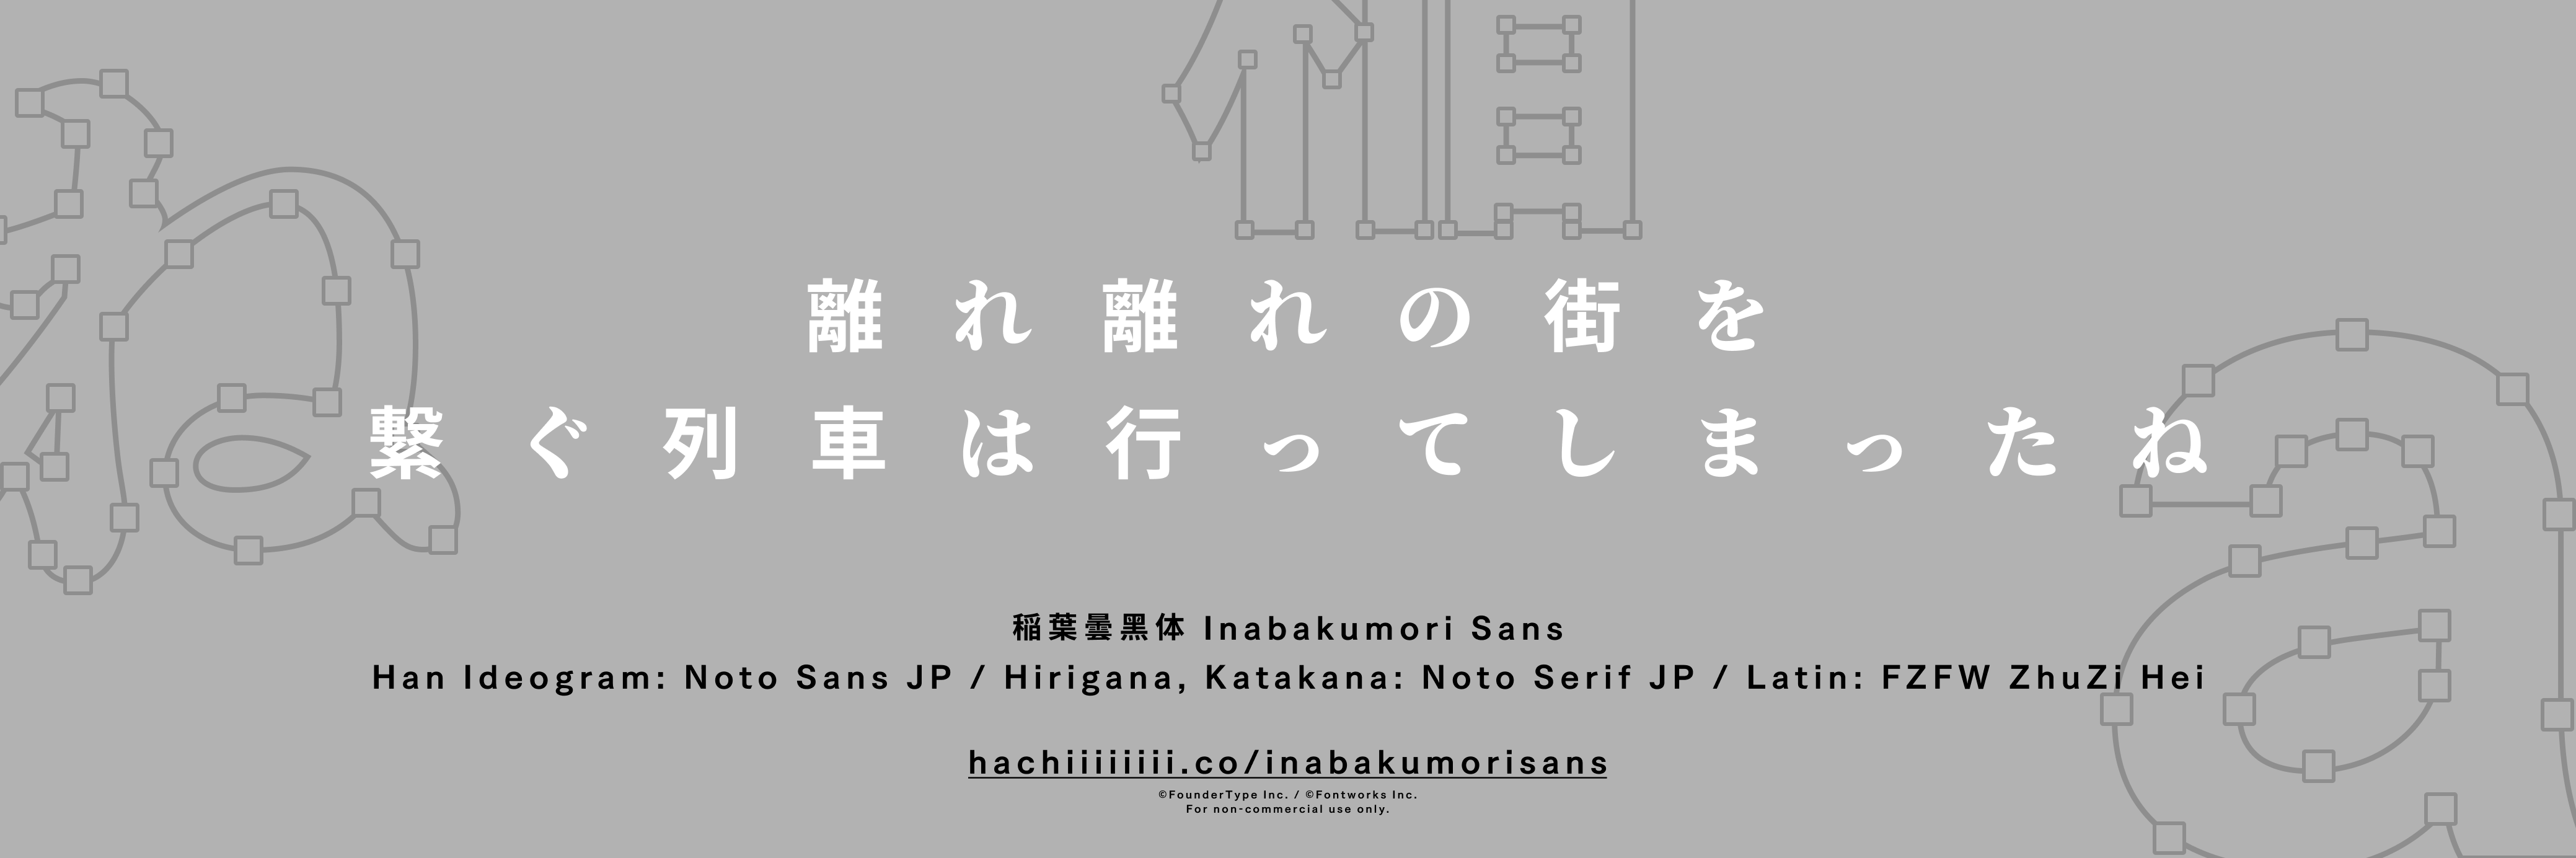 離れ離れの街を
繋ぐ列車は行ってしまったね
稲葉曇黑体 Inabakumori Sans
Han Ideogram: Noto Sans JP / Hirigana, Katakana: Noto Serif JP / Latin: FZFW ZhuZi Hei
hachiiiiiiiii.co/inabakumorisans
©FounderType Inc. / ©Fontworks Inc.
For non-commercial use only.